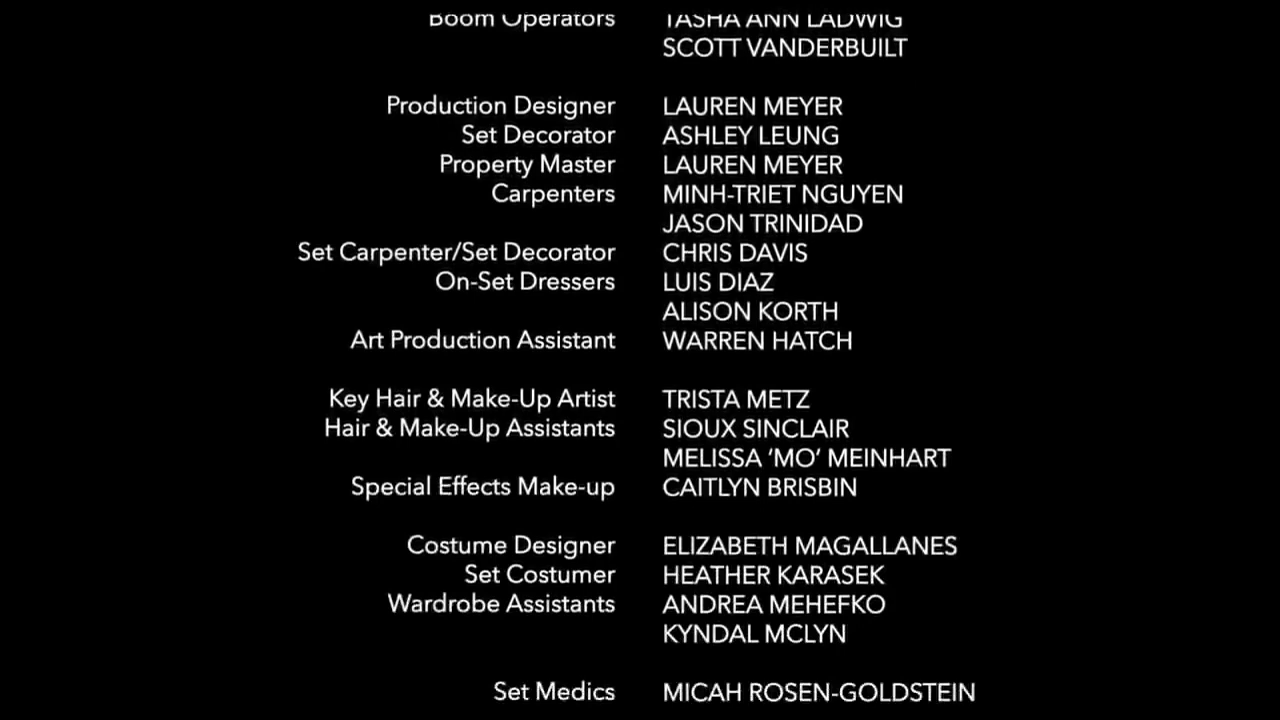 Boom Operators TASHA ANN LADWIG
SCOTT VANDERBUILT
Production Designer LAUREN MEYER
Set Decorator ASHLEY LEUNG
Property Master LAUREN MEYER
Carpenters MINH-TRIET NGUYEN
JASON TRINIDAD
Set Carpenter/Set Decorator CHRIS DAVIS
On-Set Dressers LUIS DIAZ
ALISON KORTH
Art Production Assistant WARREN HATCH
Key Hair & Make-Up Artist TRISTA METZ
Hair & Make-Up Assistants SIOUX SINCLAIR
MELISSA ‘MO’ MEINHART
Special Effects Make-up CAITLYN BRISBIN
Costume Designer ELIZABETH MAGALLANES
Set Costumer HEATHER KARASEK
Wardrobe Assistants ANDREA MEHEFKO
KYNDAL MCLYN
Set Medics MICAH ROSEN-GOLDSTEIN